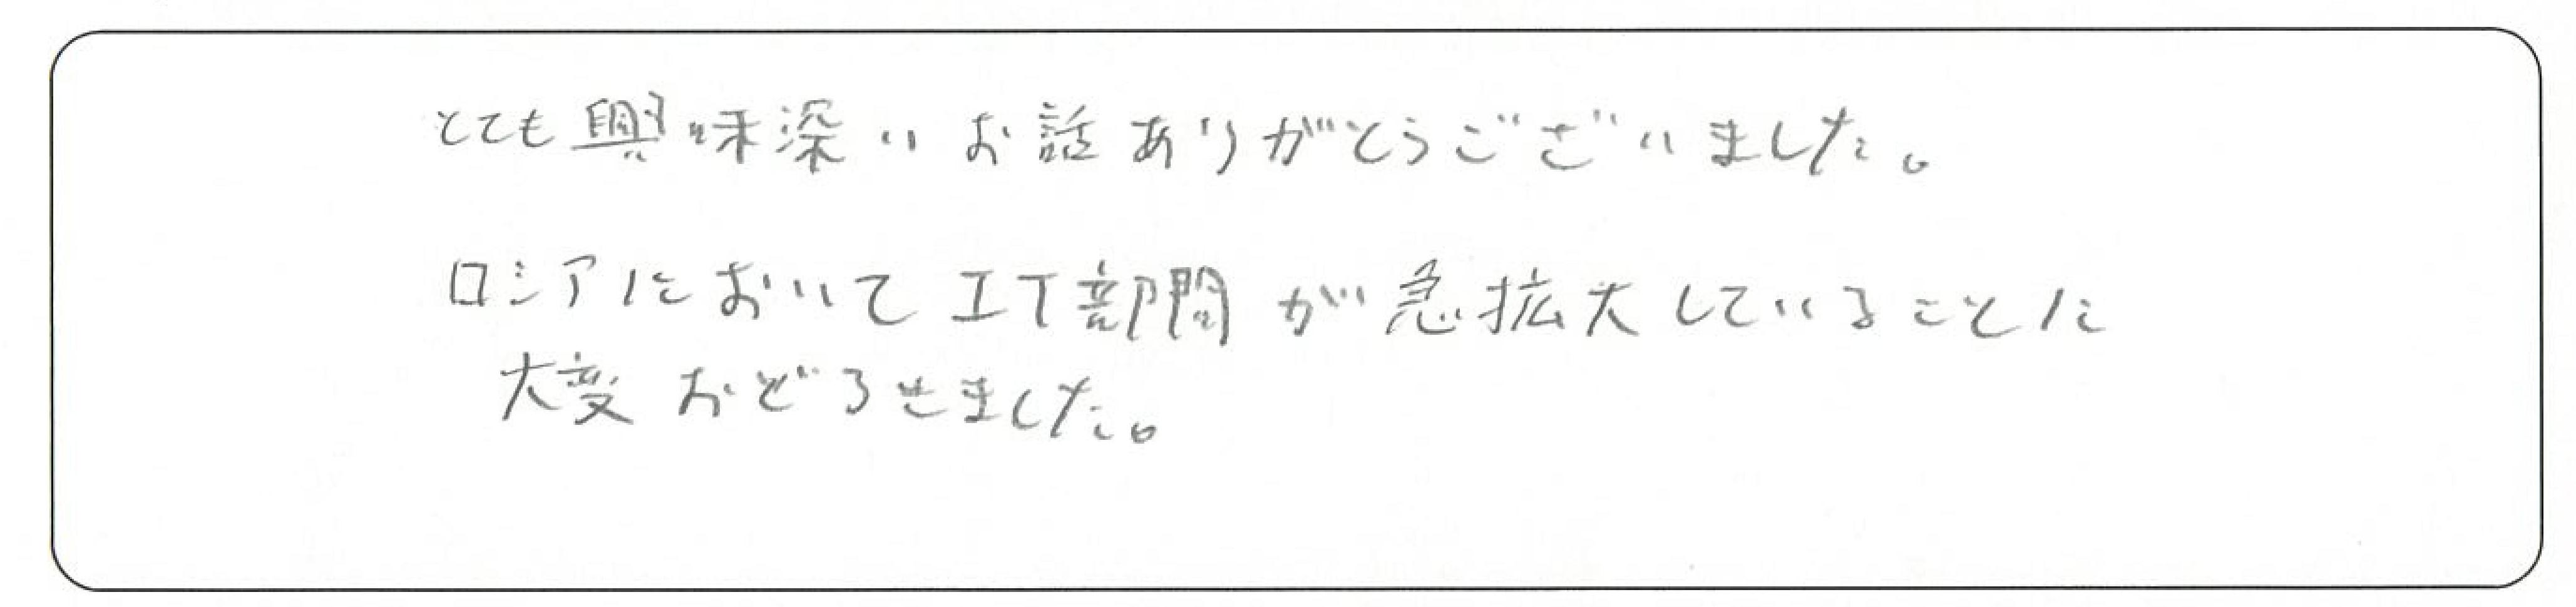 とても興味深いお話ありがとうございました。
ロシアにおいてIT部門が急拡大していることに
大変おどろきました。